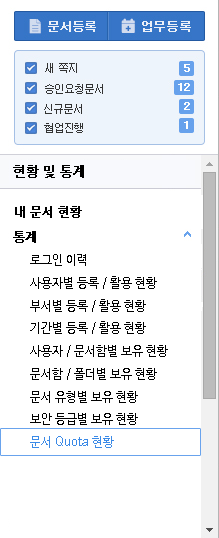 문서등록 업무등록
새 쪽지 5
승인요청문서 12
신규문서 2
협업진행 1
현황 및 통계
내 문서 현황
통계
로그인 이력
사용자별 등록 / 활용 현황
부서별 등록 / 활용 현황
기간별 등록 / 활용 현황
사용자 / 문서함별 보유 현황
문서함 / 폴더별 보유 현황
문서 유형별 보유 현황
보안 등급별 보유 현황
문서 Quota 현황